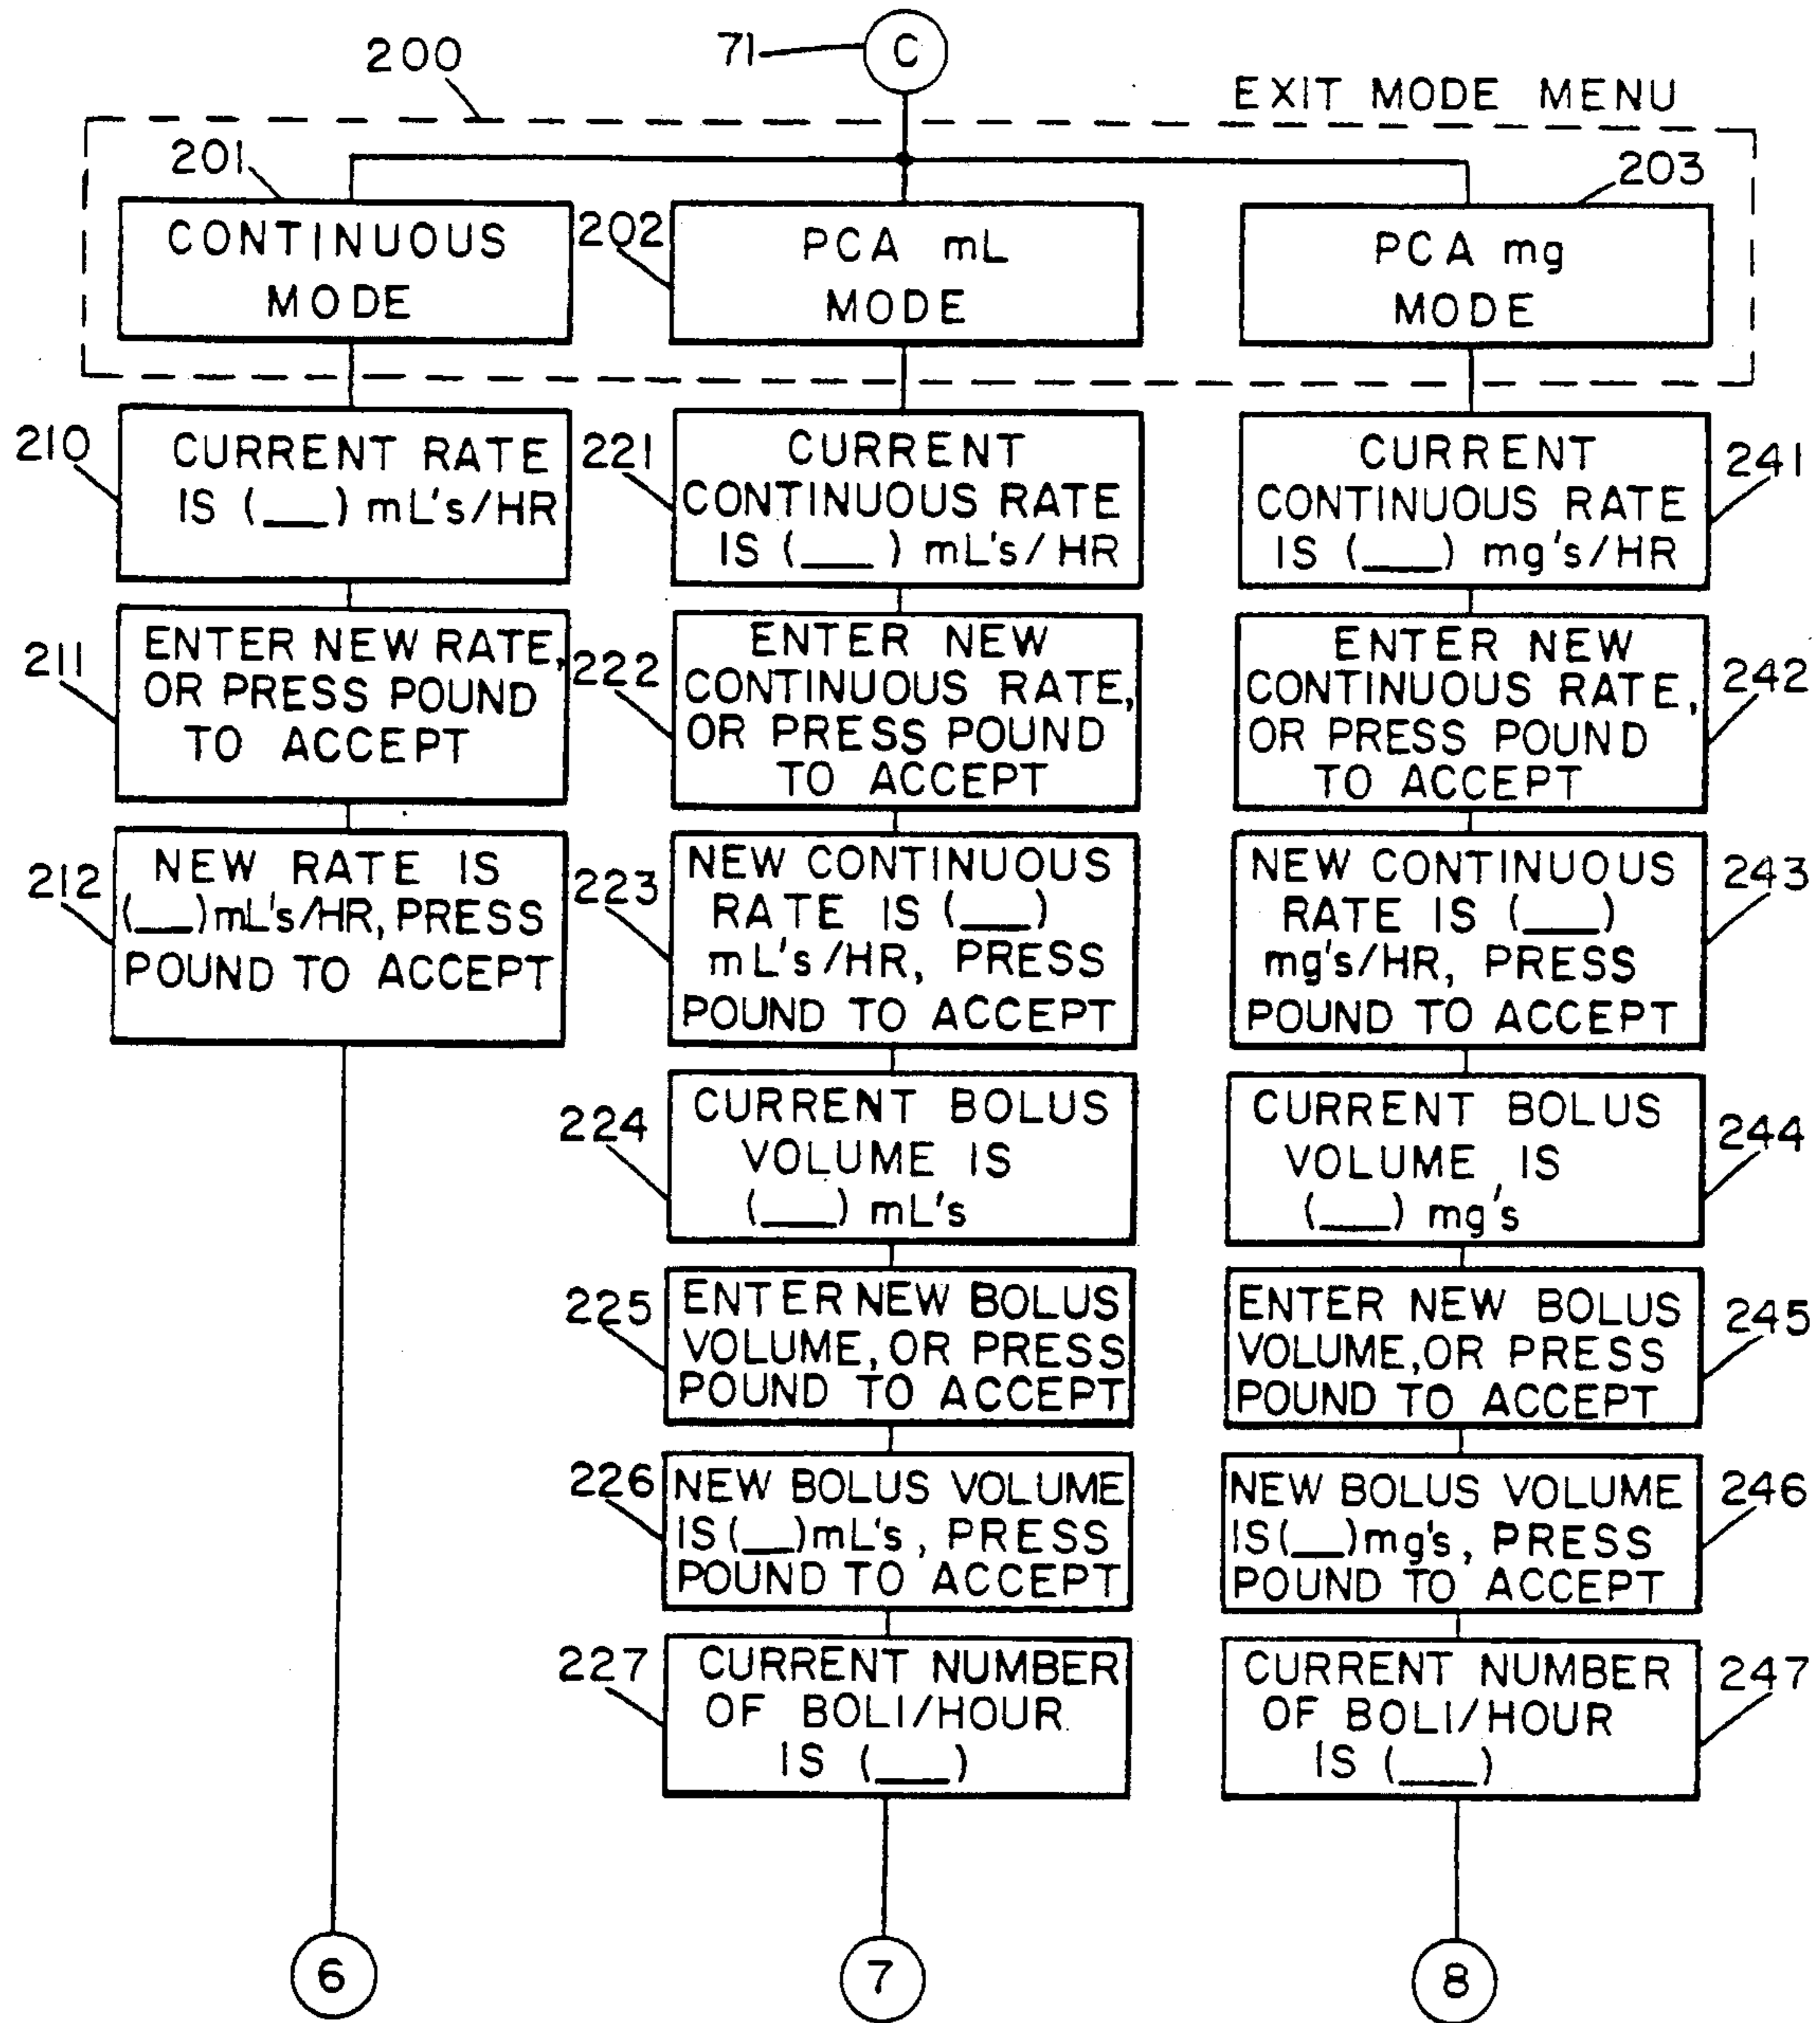 71
C
200
EXIT MODE MENU
201
CONTINUOUS
MODE
202
PCA mL
MODE
203
PCA mg
MODE
210
CURRENT RATE
IS (___) mL's/HR
221
CURRENT
CONTINUOUS RATE
IS (___) mL's/HR
241
CURRENT
CONTINUOUS RATE
IS (___) mg's/HR
211
ENTER NEW RATE,
OR PRESS POUND
TO ACCEPT
222
ENTER NEW
CONTINUOUS RATE,
OR PRESS POUND
TO ACCEPT
242
ENTER NEW
CONTINUOUS RATE,
OR PRESS POUND
TO ACCEPT
212
NEW RATE IS
(___)mL's/HR, PRESS
POUND TO ACCEPT
223
NEW CONTINUOUS
RATE IS (___)
mL's/HR, PRESS
POUND TO ACCEPT
243
NEW CONTINUOUS
RATE IS (___)
mg's/HR, PRESS
POUND TO ACCEPT
224
CURRENT BOLUS
VOLUME IS
(___) mL's
244
CURRENT BOLUS
VOLUME IS
(___) mg's
225
ENTER NEW BOLUS
VOLUME, OR PRESS
POUND TO ACCEPT
245
ENTER NEW BOLUS
VOLUME, OR PRESS
POUND TO ACCEPT
226
NEW BOLUS VOLUME
IS (___)mL's, PRESS
POUND TO ACCEPT
246
NEW BOLUS VOLUME
IS (___)mg's, PRESS
POUND TO ACCEPT
227
CURRENT NUMBER
OF BOLI/HOUR
IS (___)
247
CURRENT NUMBER
OF BOLI/HOUR
IS (___)
6
7
8